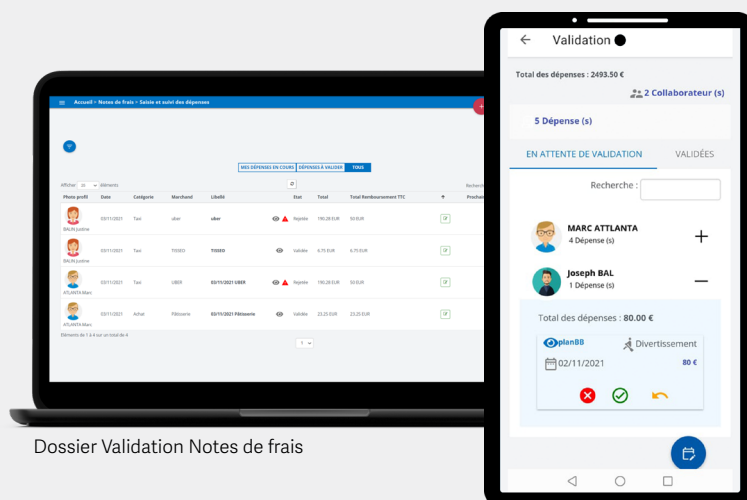 Accueil > Notes de frais > Saisie et suivi des dépenses
MES DÉPENSES EN COURS DÉPENSES À VALIDER TOUS
Afficher 10 éléments
Recherche
Photo profil Date Catégorie Marchand Libellé Etat Total Total Remboursement TTC Prochain
03/11/2021 Taxi uber uber Rejetée 190,28 EUR 50 EUR
BALIN Justine
03/11/2021 Taxi TISSEO TISSEO Validée 6.75 EUR 6.75 EUR
BALIN Justine
03/11/2021 Taxi UBER 03/11/2021 UBER Rejetée 190,28 EUR 50 EUR
ATLANTA Marc
03/11/2021 Achat Pâtisserie 03/11/2021 Pâtisserie Validée 23.25 EUR 23.25 EUR
ATLANTA Marc
Eléments de 1 à 4 sur un total de 4
1
Dossier Validation Notes de frais
Validation
Total des dépenses : 2493.50 €
2 Collaborateur (s)
5 Dépense (s)
EN ATTENTE DE VALIDATION VALIDÉES
Recherche :
MARC ATTLANTA
4 Dépense (s)
Joseph BAL
1 Dépense (s)
Total des dépenses : 80.00 €
planBB Divertissement
02/11/2021 80 €